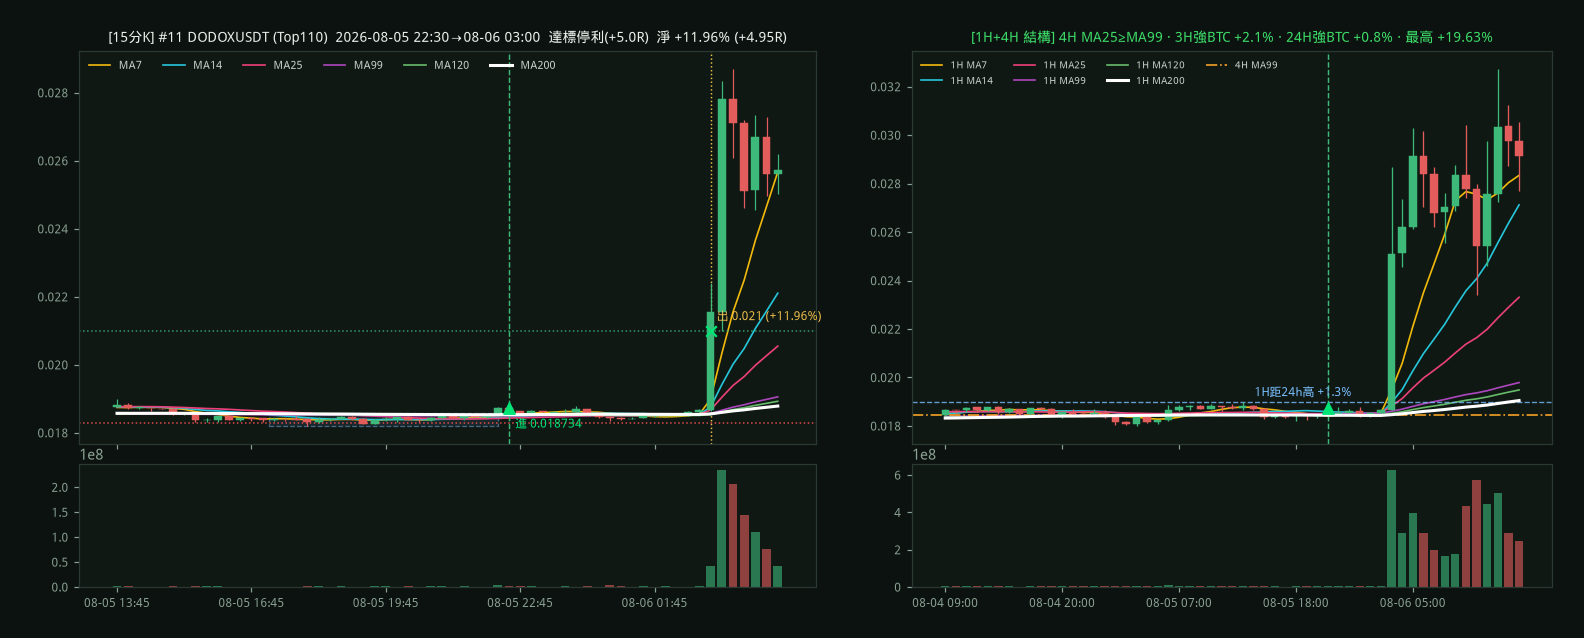 [15分K] #11 DODOXUSDT (Top110)  2026-08-05 22:30→08-06 03:00  達標停利(+5.0R)  淨 +11.96% (+4.95R)
MA7 MA14 MA25 MA99 MA120 MA200
0.028
0.026
0.024
0.022
0.020
0.018
出 0.021 (+11.96%)
進 0.018734
1e8
2.0
1.5
1.0
0.5
0.0
08-05 13:45 08-05 16:45 08-05 19:45 08-05 22:45 08-06 01:45
[1H+4H 結構] 4H MA25≥MA99 · 3H強BTC +2.1% · 24H強BTC +0.8% · 最高 +19.63%
1H MA7 1H MA25 1H MA120 4H MA99
1H MA14 1H MA99 1H MA200
0.032
0.030
0.028
0.026
0.024
0.022
0.020
0.018
1H距24h高 +1.3%
1e8
6
4
2
0
08-04 09:00 08-04 20:00 08-05 07:00 08-05 18:00 08-06 05:00